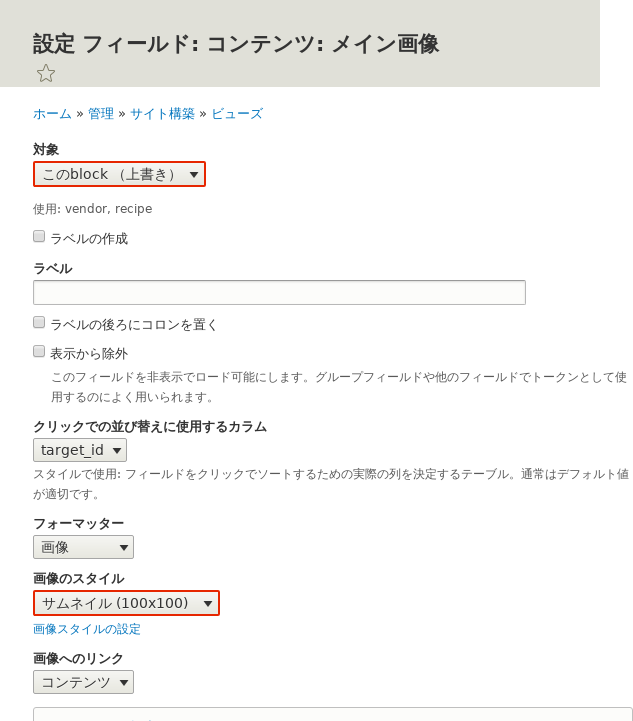 設定 フィールド: コンテンツ: メイン画像
ホーム » 管理 » サイト構築 » ビューズ
対象
このblock （上書き）
使用: vendor, recipe
ラベルの作成
ラベル
ラベルの後ろにコロンを置く
表示から除外
このフィールドを非表示でロード可能にします。グループフィールドや他のフィールドでトークンとして使
用するのによく用いられます。
クリックでの並び替えに使用するカラム
target_id
スタイルで使用: フィールドをクリックでソートするための実際の列を決定するテーブル。通常はデフォルト値
が適切です。
フォーマッター
画像
画像のスタイル
サムネイル (100x100)
画像スタイルの設定
画像へのリンク
コンテンツ